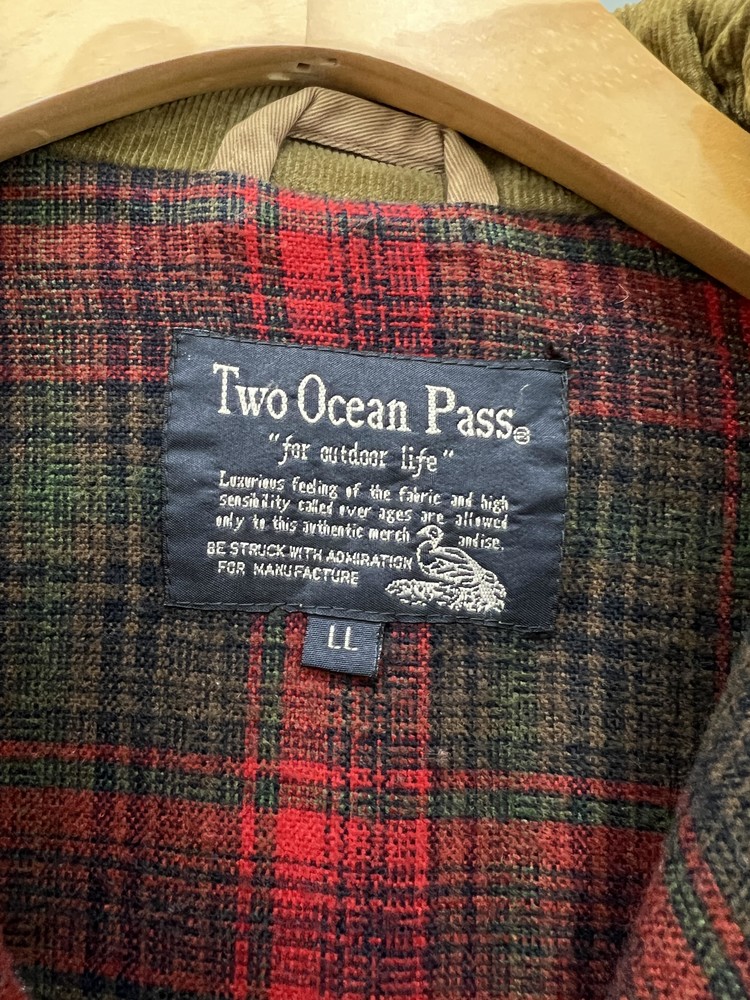 Two Ocean Pass®
"for outdoor life"
Luxurious feeling of the fabric and high
sensibility called over ages are allowed
only to this authentic merch andise.
BE STRUCK WITH ADMIRATION
FOR MANUFACTURE
LL